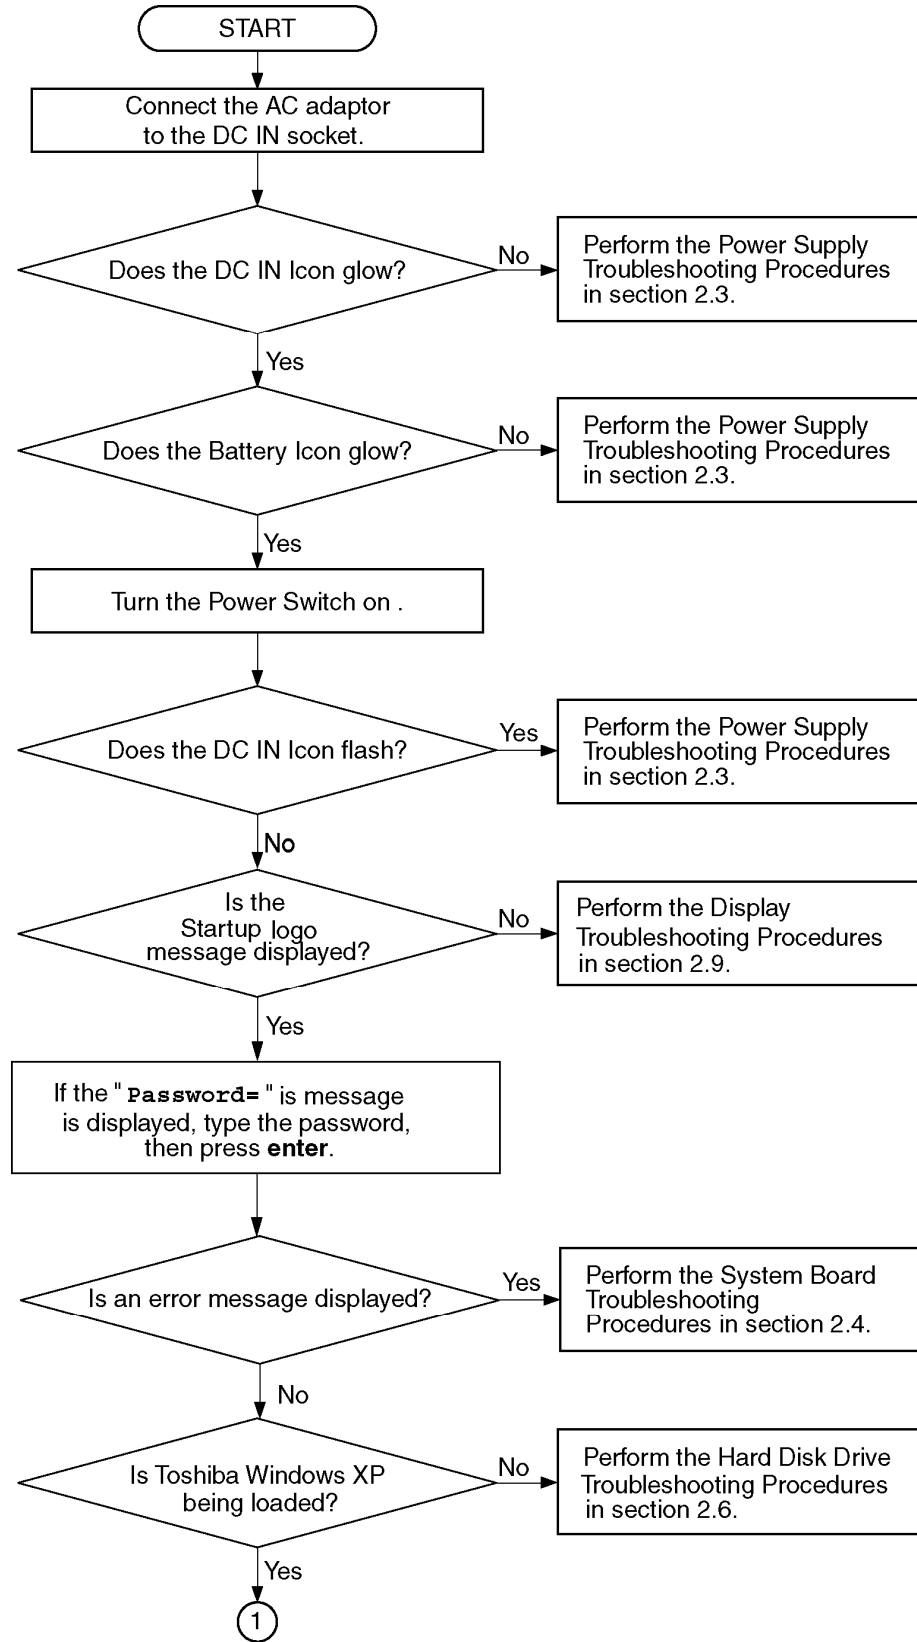 START
Connect the AC adaptor
to the DC IN socket.
Does the DC IN Icon glow?
No
Perform the Power Supply
Troubleshooting Procedures
in section 2.3.
Yes
Does the Battery Icon glow?
No
Perform the Power Supply
Troubleshooting Procedures
in section 2.3.
Yes
Turn the Power Switch on .
Does the DC IN Icon flash?
Yes
Perform the Power Supply
Troubleshooting Procedures
in section 2.3.
No
Is the
Startup logo
message displayed?
No
Perform the Display
Troubleshooting Procedures
in section 2.9.
Yes
If the " Password= " is message
is displayed, type the password,
then press enter.
Is an error message displayed?
Yes
Perform the System Board
Troubleshooting
Procedures in section 2.4.
No
Is Toshiba Windows XP
being loaded?
No
Perform the Hard Disk Drive
Troubleshooting Procedures
in section 2.6.
Yes
1